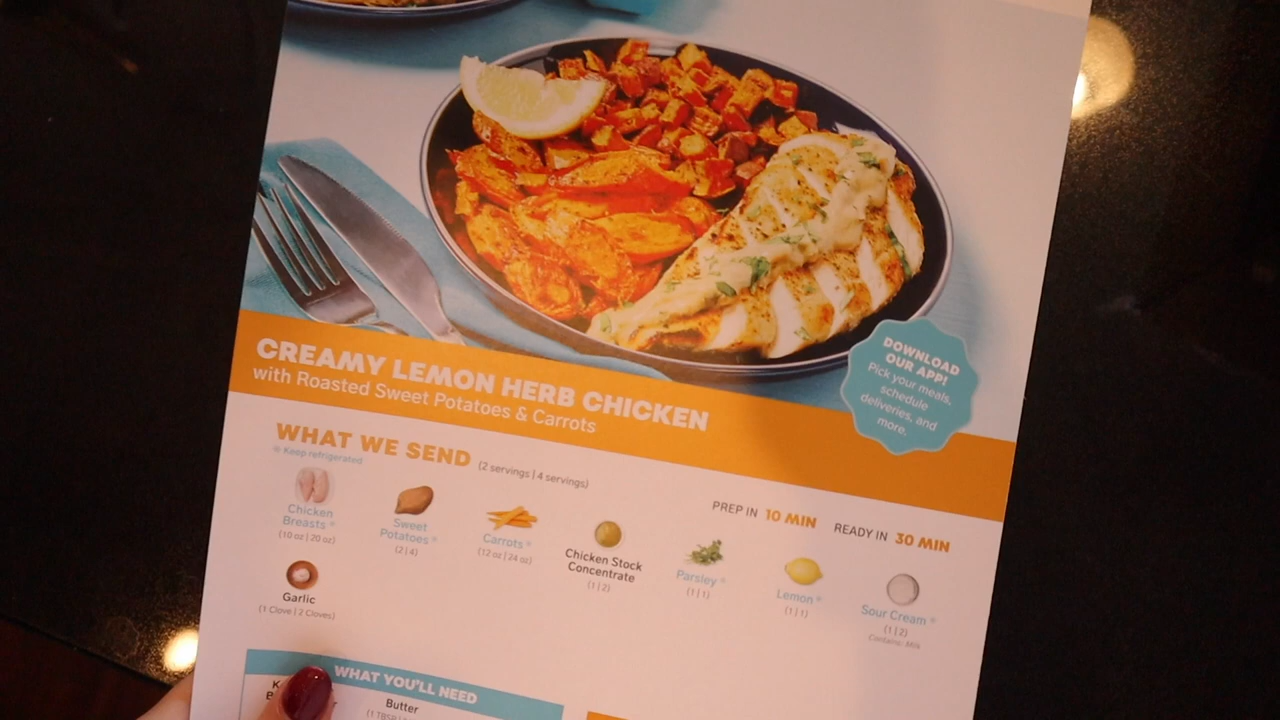 CREAMY LEMON HERB CHICKEN
with Roasted Sweet Potatoes & Carrots
DOWNLOAD
OUR APP!
Pick your meals,
schedule
deliveries, and
more.
WHAT WE SEND (2 servings | 4 servings)
* Keep refrigerated
PREP IN 10 MIN READY IN 30 MIN
Chicken
Breasts *
(10 oz | 20 oz)
Sweet
Potatoes *
(2 | 4)
Carrots *
(12 oz | 24 oz)
Chicken Stock
Concentrate
(1 | 2)
Parsley *
(1 | 1)
Lemon *
(1 | 1)
Sour Cream *
(1 | 2)
Contains: Milk
Garlic
(1 Clove | 2 Cloves)
WHAT YOU'LL NEED
Butter
(1 TBSP |